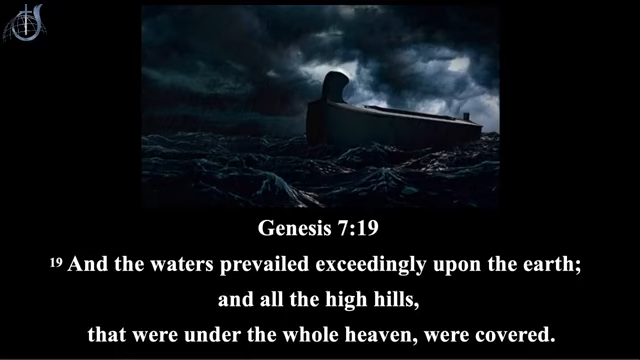 Genesis 7:19
19 And the waters prevailed exceedingly upon the earth;
and all the high hills,
that were under the whole heaven, were covered.